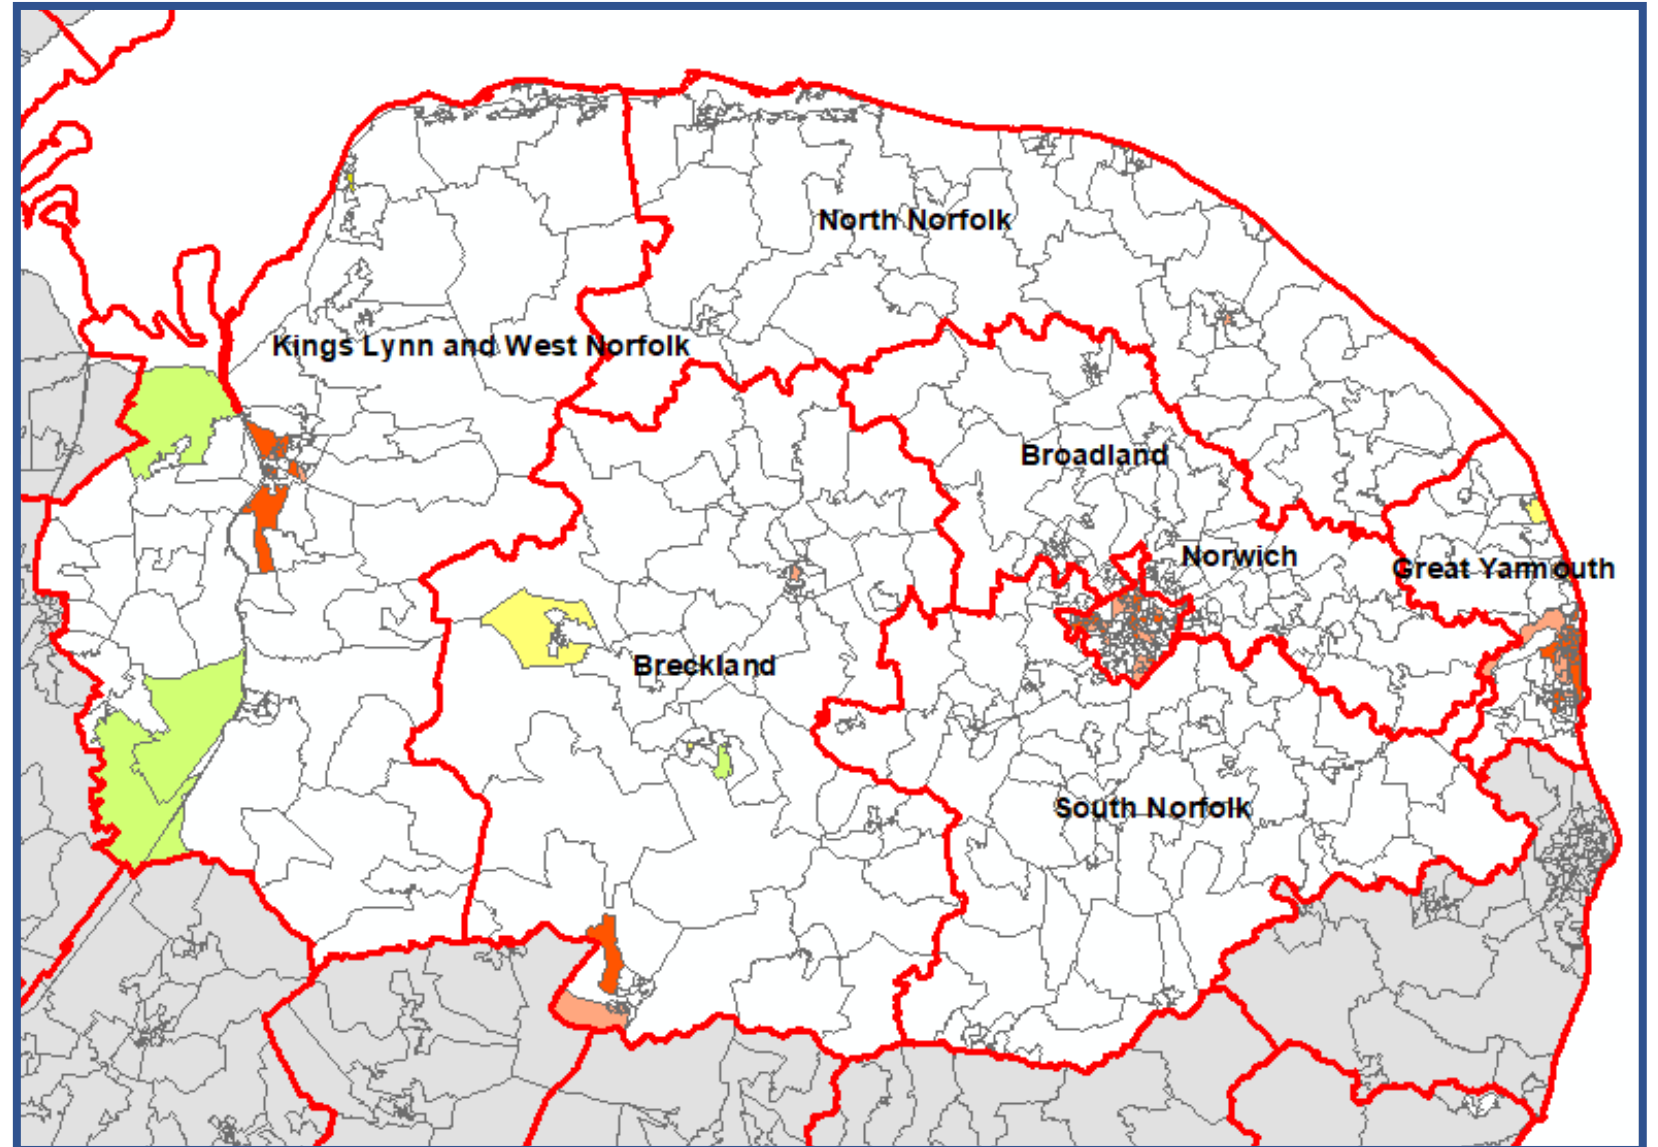 North Norfolk
Kings Lynn and West Norfolk
Broadland
Norwich
Great Yarmouth
Breckland
South Norfolk